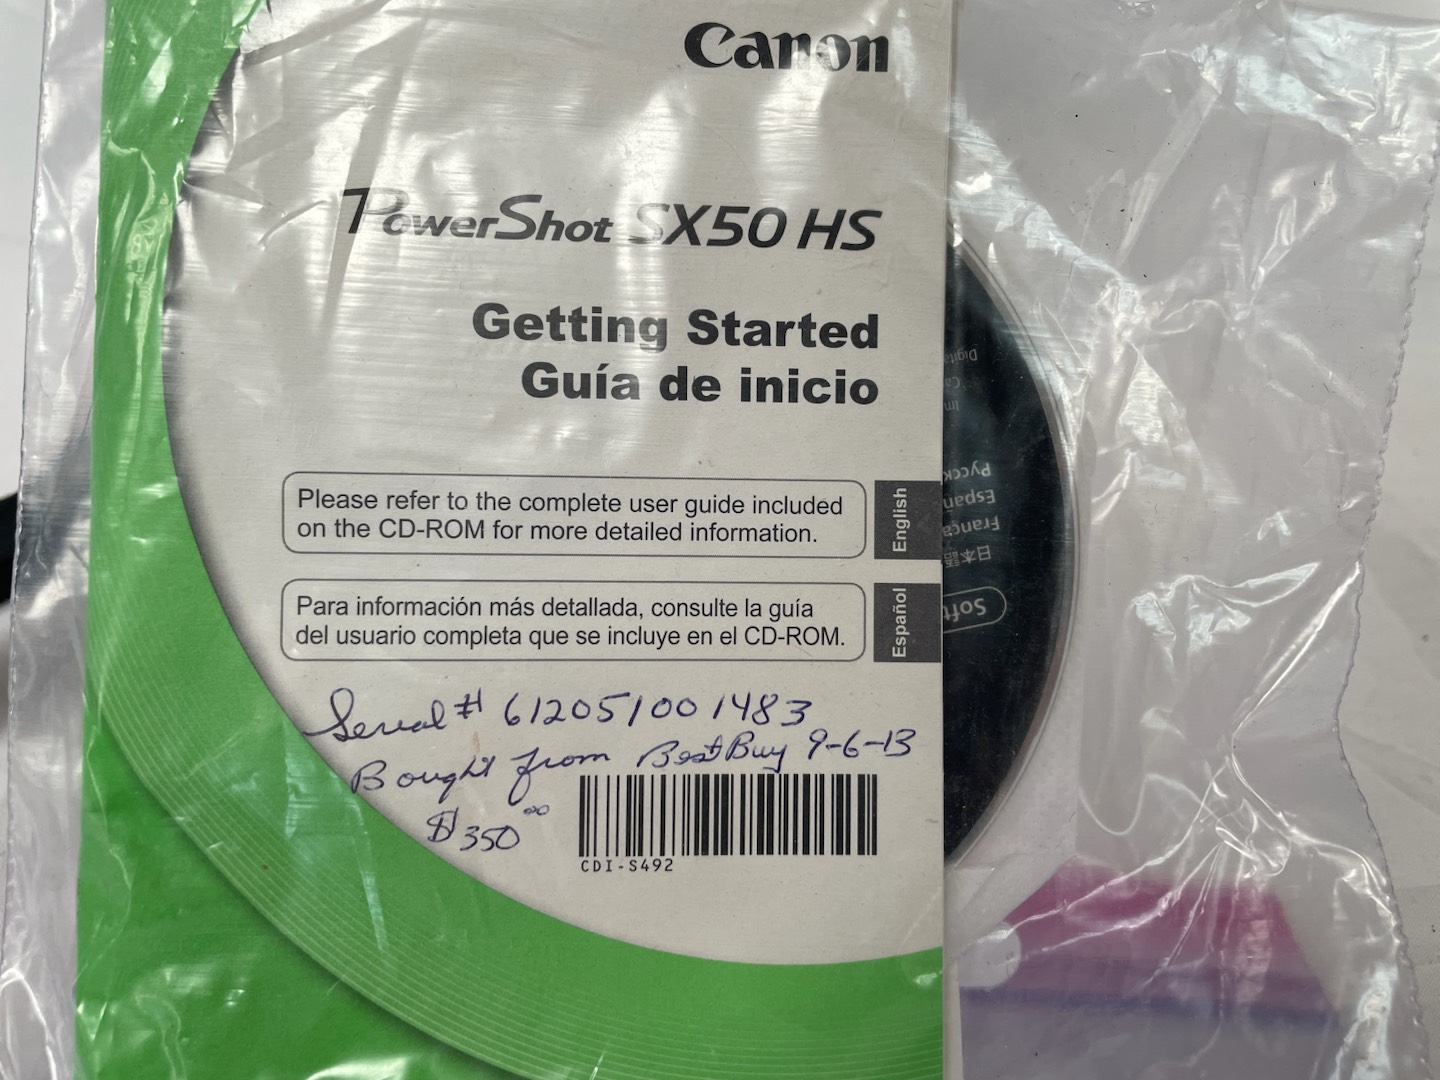 Canon
PowerShot SX50 HS
Getting Started
Guía de inicio
Please refer to the complete user guide included
on the CD-ROM for more detailed information.
English
Para información más detallada, consulte la guía
del usuario completa que se incluye en el CD-ROM.
Español
Serial # 612051001483
Bought from Best Buy 9-6-13
$350.00
CDI-S492
日本語